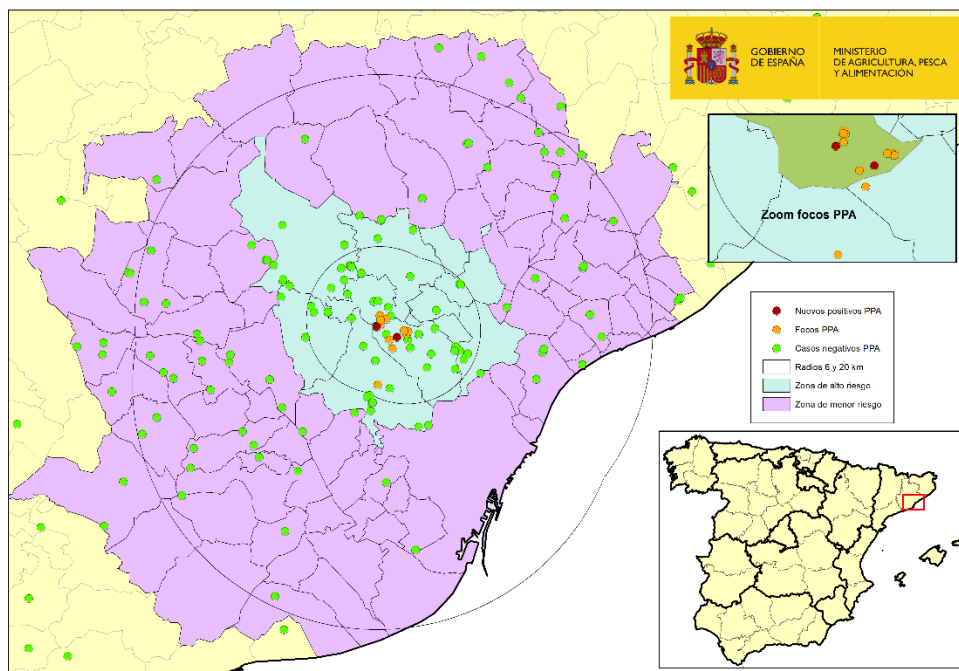 GOBIERNO
DE ESPAÑA
MINISTERIO
DE AGRICULTURA, PESCA
Y ALIMENTACIÓN
Zoom focos PPA
Nuovos positivos PPA
Focos PPA
Casos negativos PPA
Radios 6 y 20 km
Zona de alto riesgo
Zona de menor riesgo